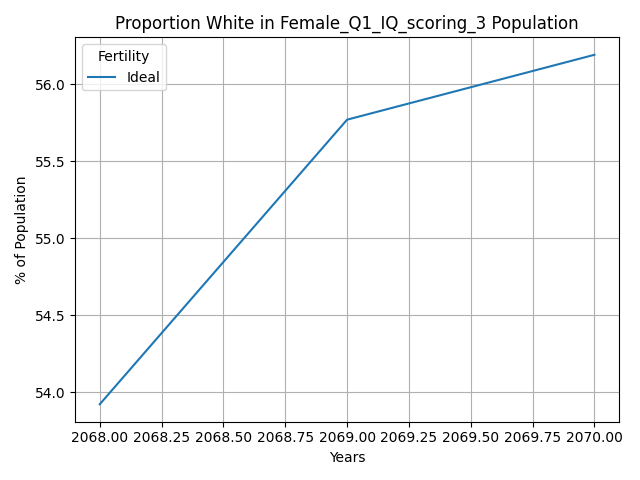 Proportion White in Female_Q1_IQ_scoring_3 Population
Fertility
Ideal
56.0
55.5
55.0
54.5
54.0
% of Population
2068.00 2068.25 2068.50 2068.75 2069.00 2069.25 2069.50 2069.75 2070.00
Years